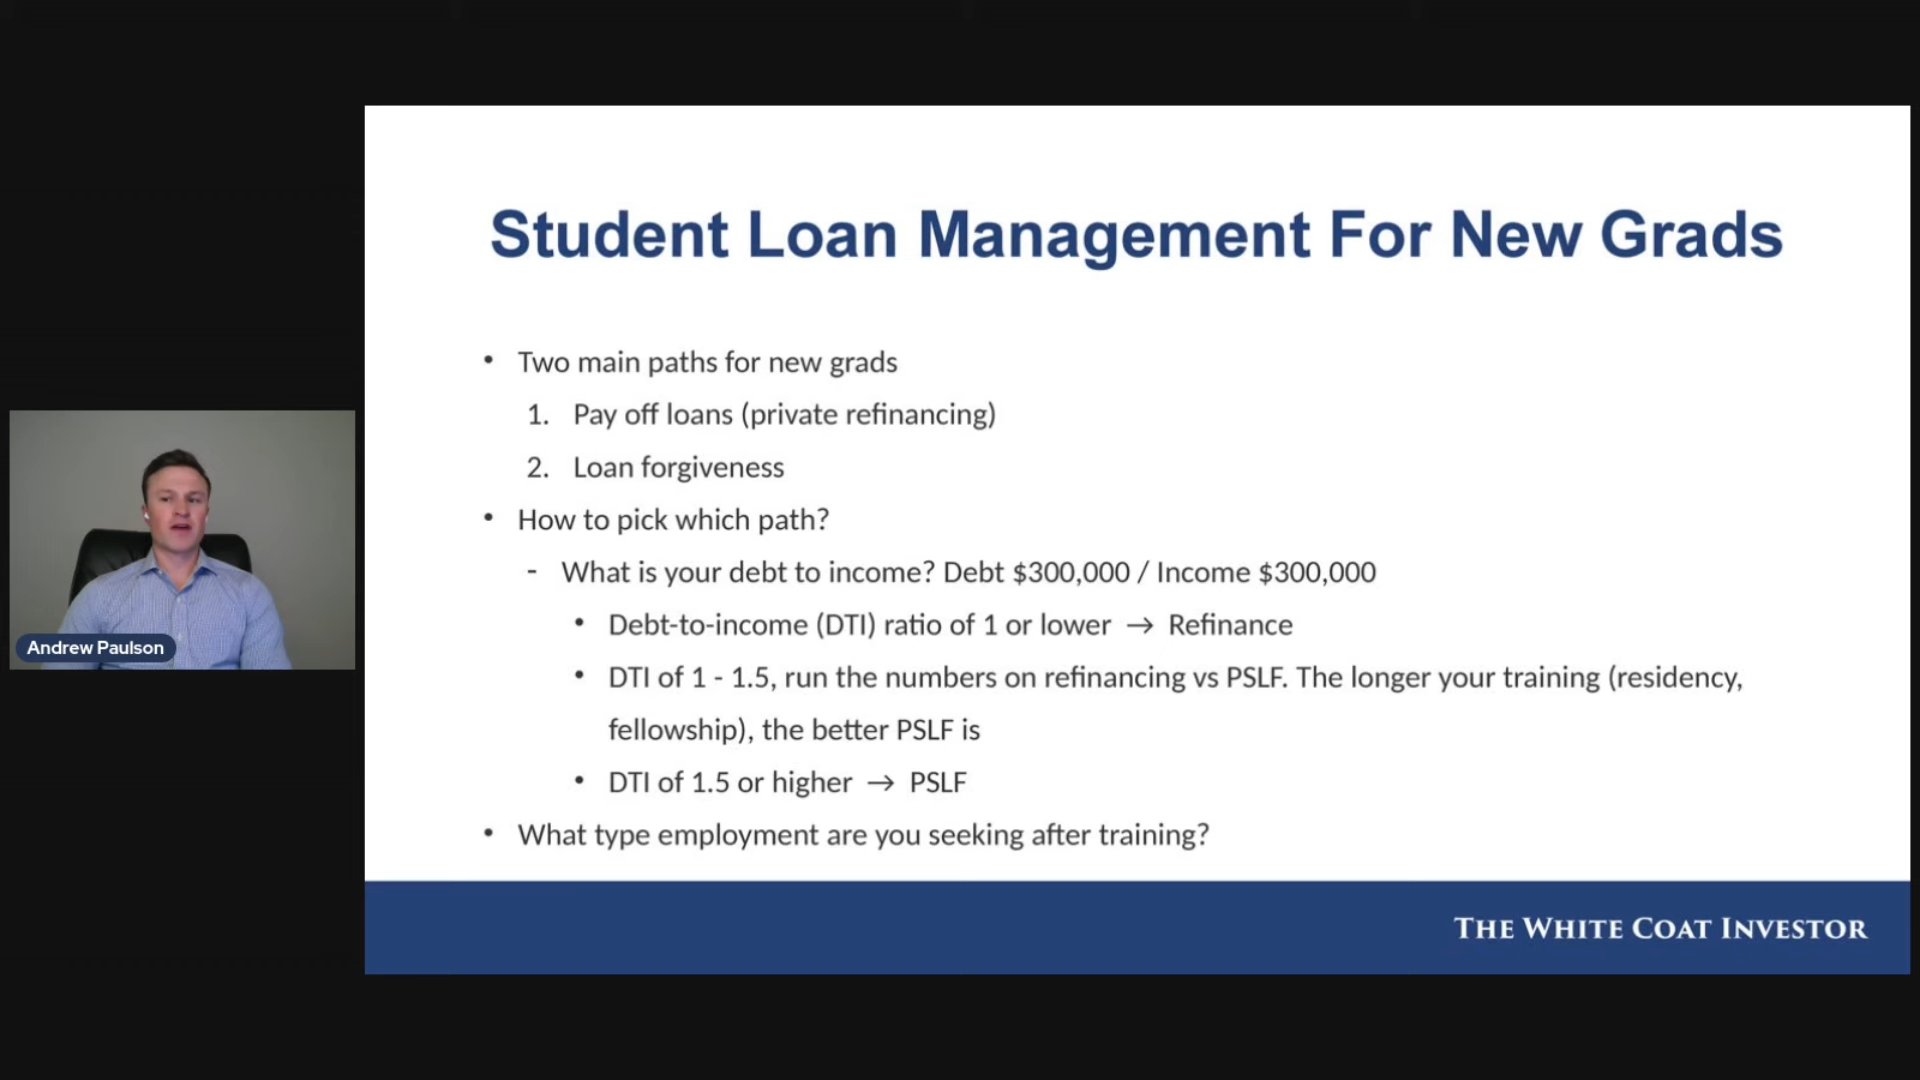 Student Loan Management For New Grads
• Two main paths for new grads
1. Pay off loans (private refinancing)
2. Loan forgiveness
• How to pick which path?
- What is your debt to income? Debt $300,000 / Income $300,000
• Debt-to-income (DTI) ratio of 1 or lower → Refinance
• DTI of 1 - 1.5, run the numbers on refinancing vs PSLF. The longer your training (residency,
fellowship), the better PSLF is
• DTI of 1.5 or higher → PSLF
• What type employment are you seeking after training?
Andrew Paulson
THE WHITE COAT INVESTOR